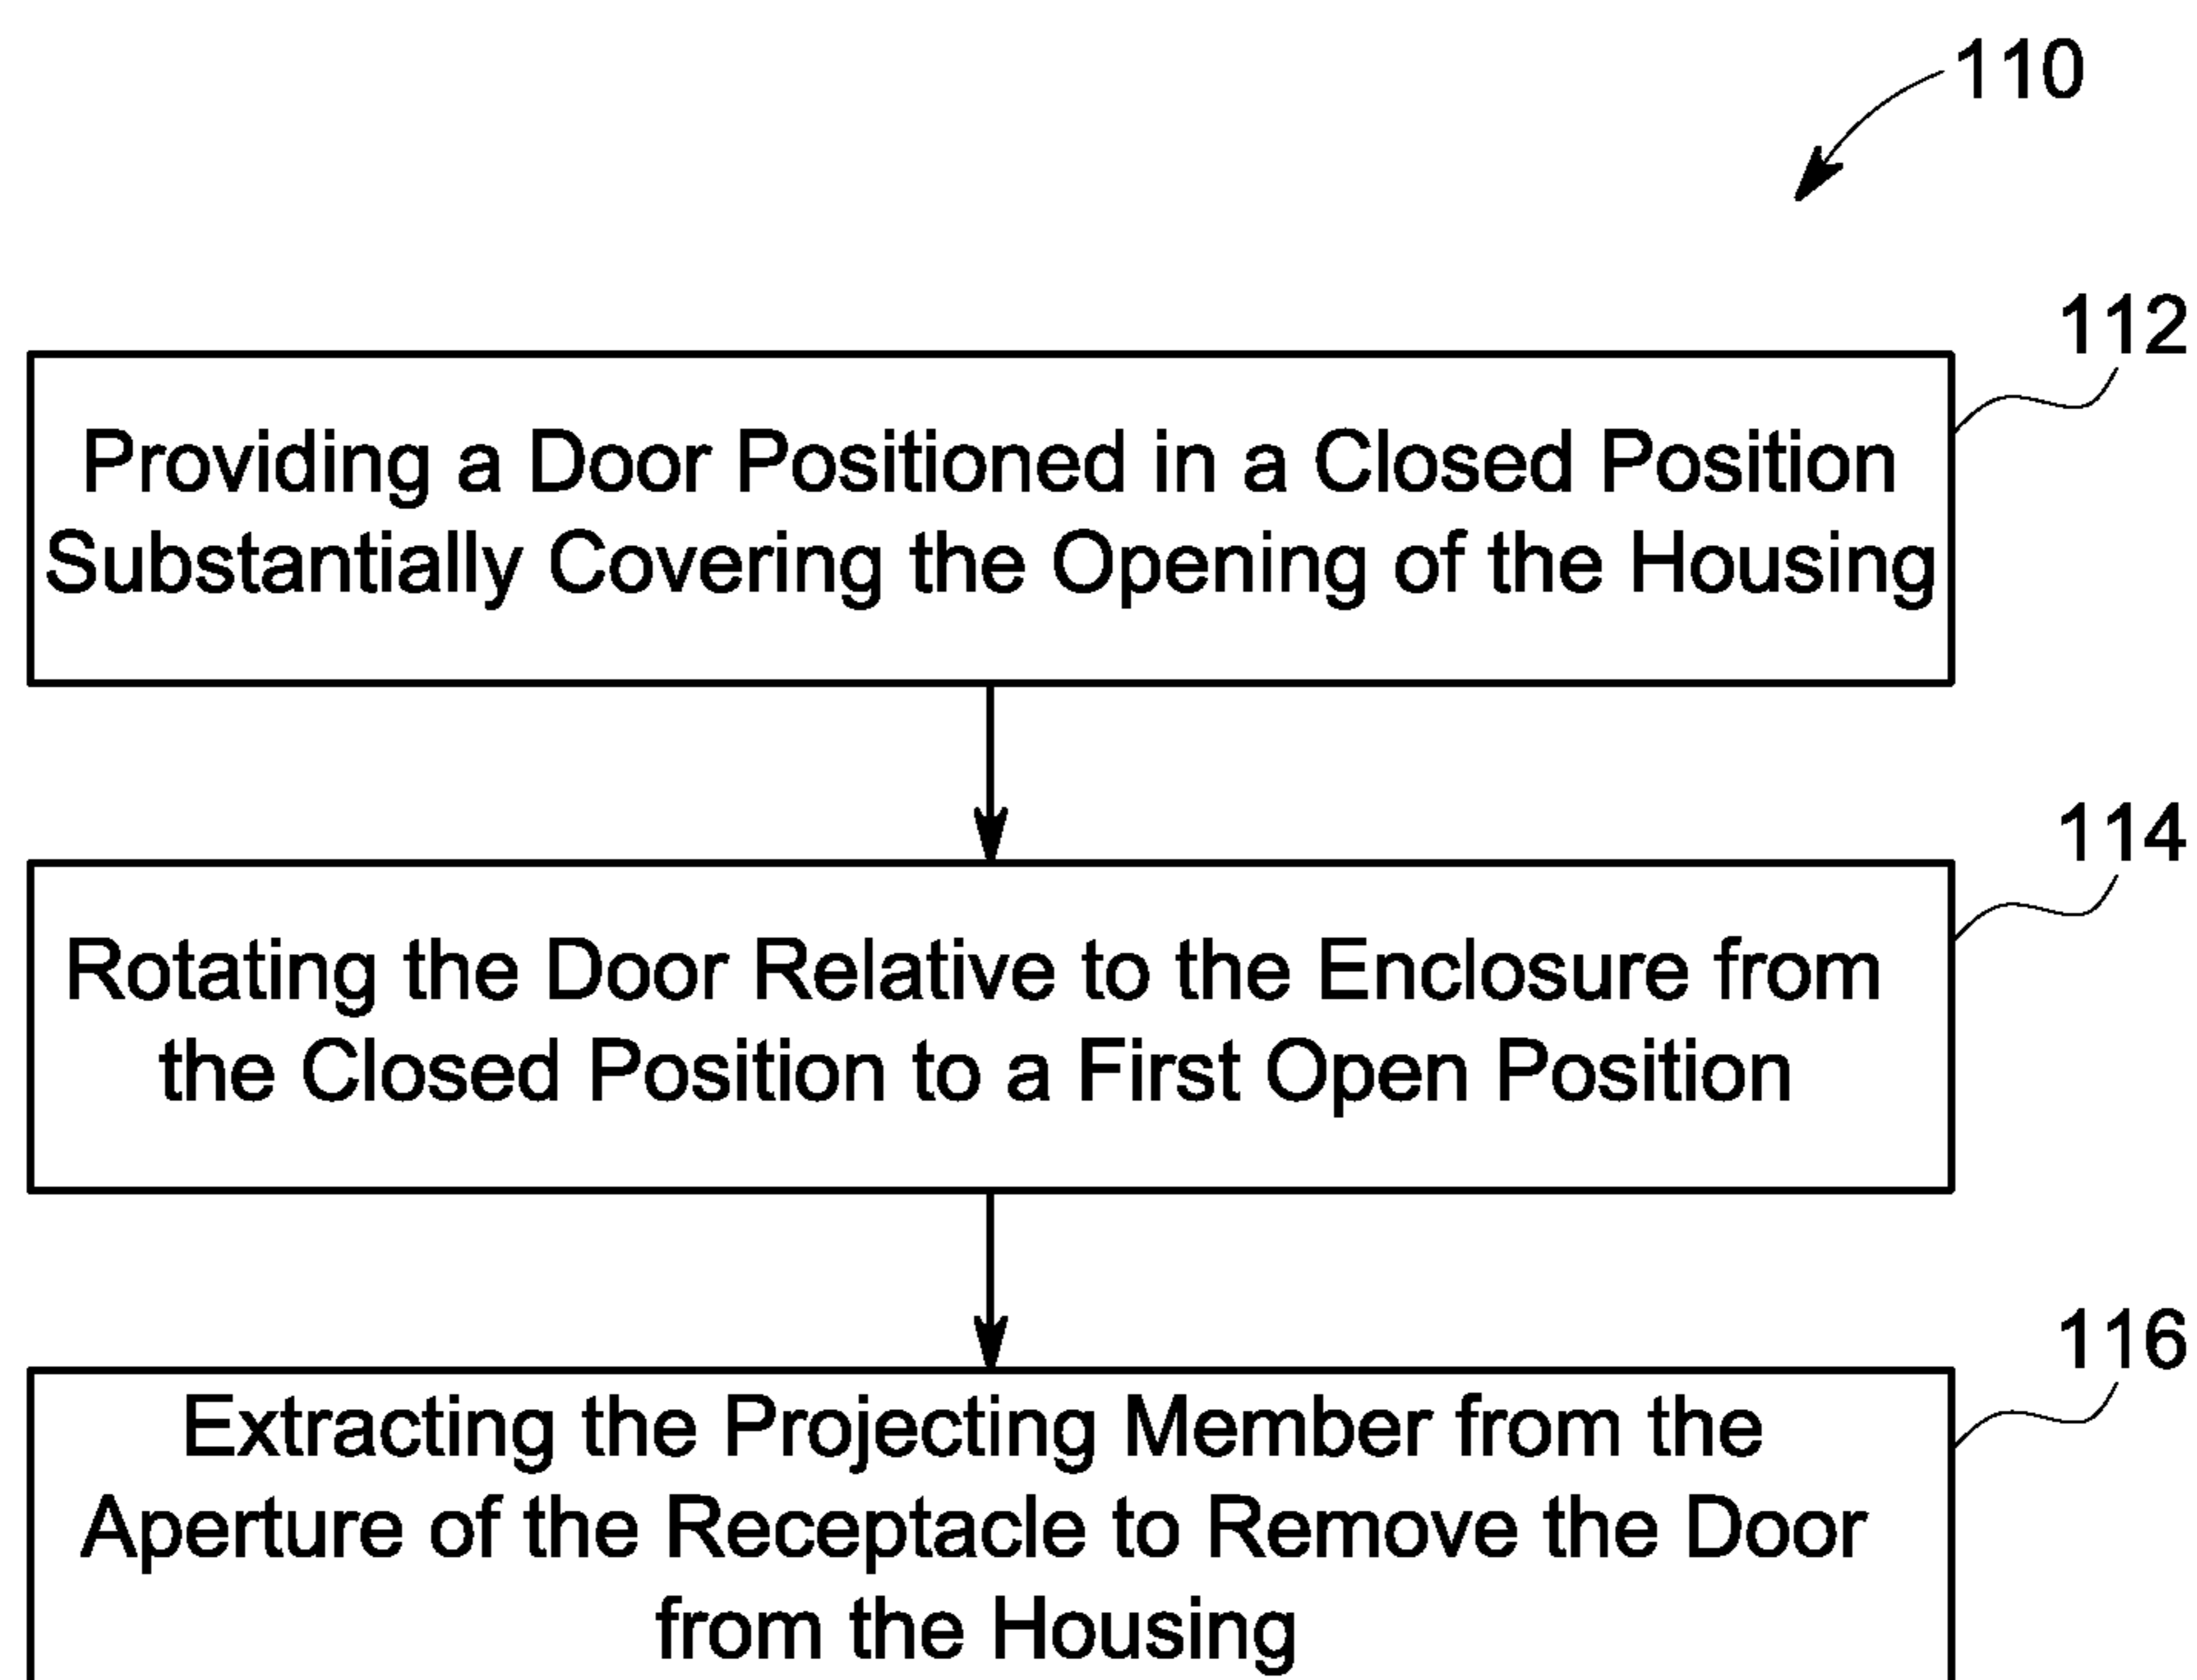 110
112
Providing a Door Positioned in a Closed Position
Substantially Covering the Opening of the Housing
114
Rotating the Door Relative to the Enclosure from
the Closed Position to a First Open Position
116
Extracting the Projecting Member from the
Aperture of the Receptacle to Remove the Door
from the Housing